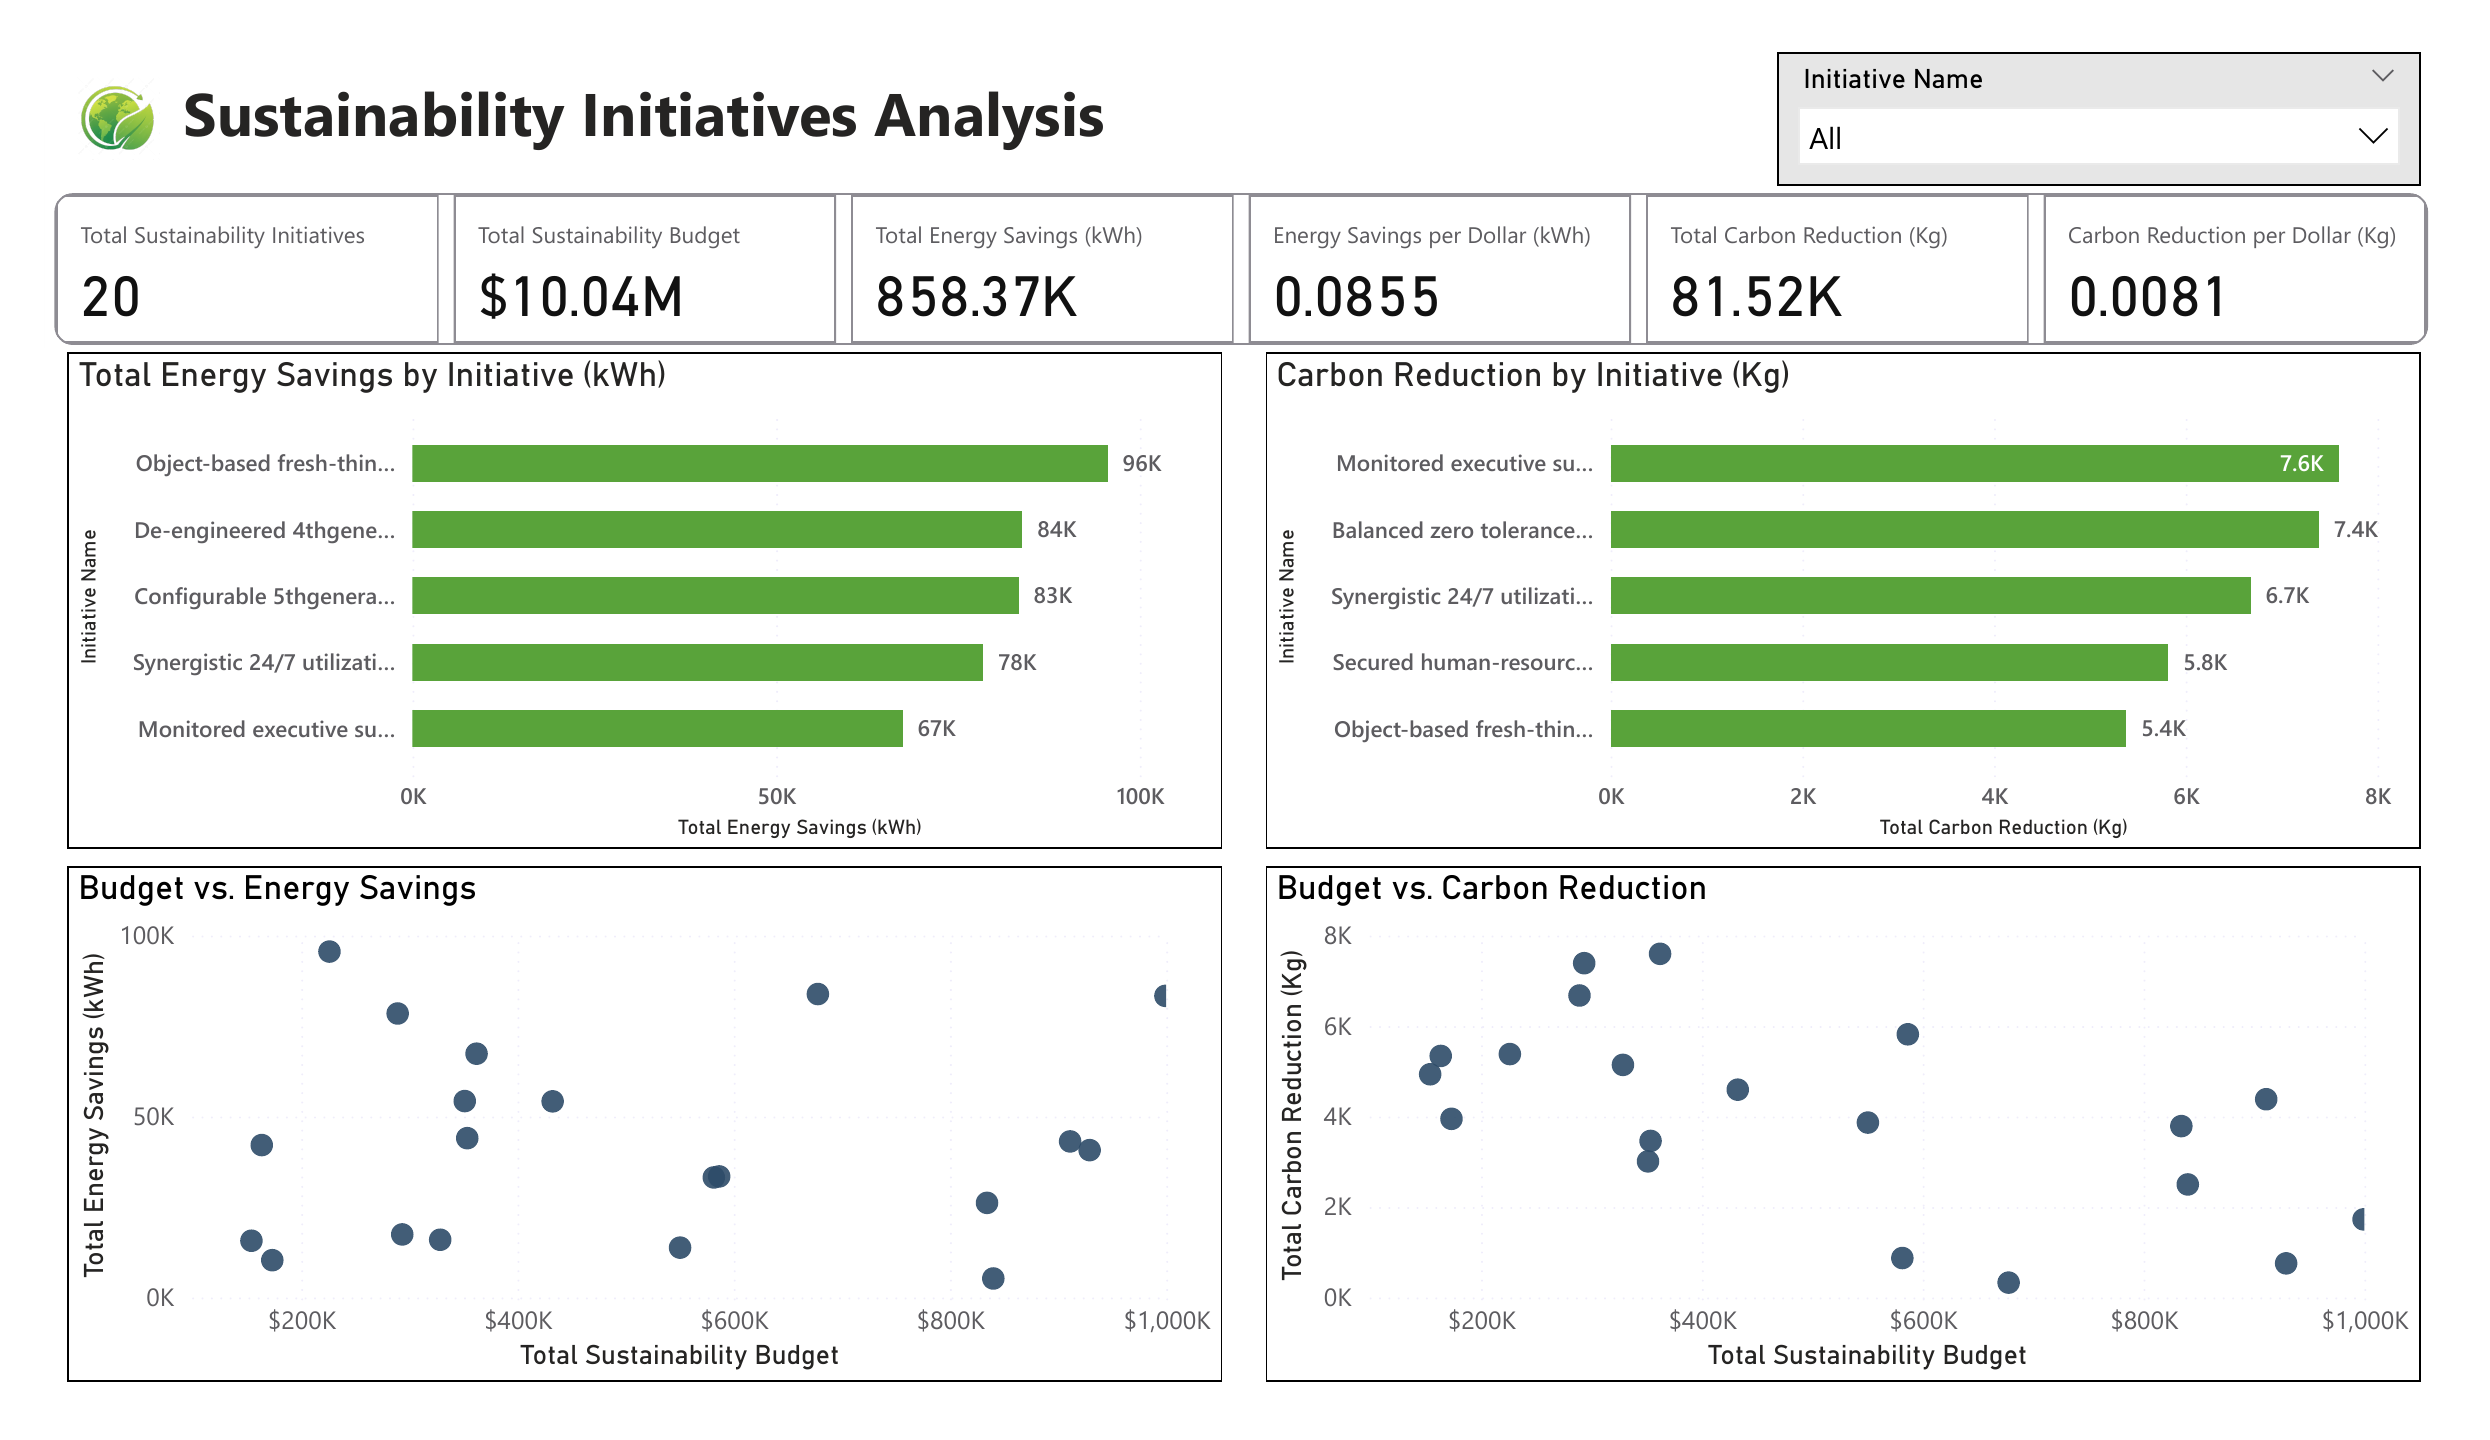 Sustainability Initiatives Analysis
Initiative Name
All
Total Sustainability Initiatives
20
Total Sustainability Budget
$10.04M
Total Energy Savings (kWh)
858.37K
Energy Savings per Dollar (kWh)
0.0855
Total Carbon Reduction (Kg)
81.52K
Carbon Reduction per Dollar (Kg)
0.0081
Total Energy Savings by Initiative (kWh)
Initiative Name
Object-based fresh-thin... 96K
De-engineered 4thgene... 84K
Configurable 5thgenera... 83K
Synergistic 24/7 utilizati... 78K
Monitored executive su... 67K
0K 50K 100K
Total Energy Savings (kWh)
Carbon Reduction by Initiative (Kg)
Initiative Name
Monitored executive su... 7.6K
Balanced zero tolerance... 7.4K
Synergistic 24/7 utilizati... 6.7K
Secured human-resourc... 5.8K
Object-based fresh-thin... 5.4K
0K 2K 4K 6K 8K
Total Carbon Reduction (Kg)
Budget vs. Energy Savings
Total Energy Savings (kWh)
100K
50K
0K
$200K $400K $600K $800K $1,000K
Total Sustainability Budget
Budget vs. Carbon Reduction
Total Carbon Reduction (Kg)
8K
6K
4K
2K
0K
$200K $400K $600K $800K $1,000K
Total Sustainability Budget